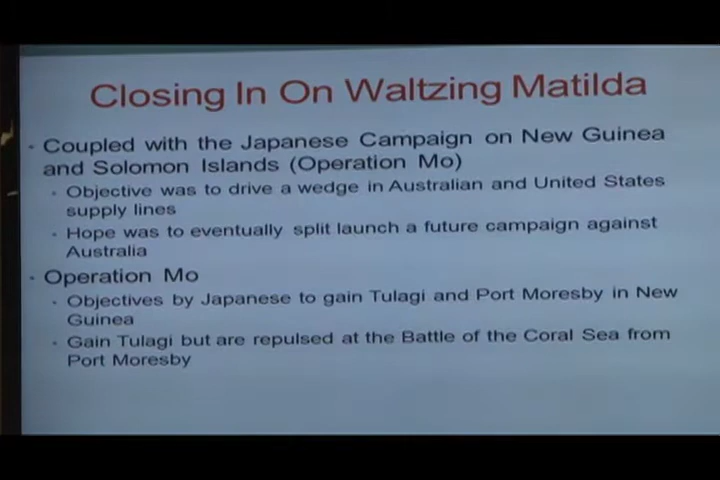 Closing In On Waltzing Matilda
Coupled with the Japanese Campaign on New Guinea
and Solomon Islands (Operation Mo)
Objective was to drive a wedge in Australian and United States
supply lines
Hope was to eventually split launch a future campaign against
Australia
Operation Mo
Objectives by Japanese to gain Tulagi and Port Moresby in New
Guinea
Gain Tulagi but are repulsed at the Battle of the Coral Sea from
Port Moresby